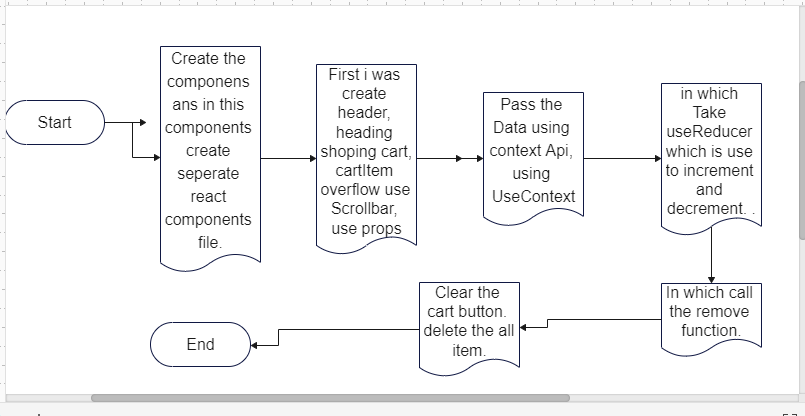 Start
Create the
componens
ans in this
components
create
seperate
react
components
file.
First i was
create
header,
heading
shoping cart,
cartItem
overflow use
Scrollbar,
use props
Pass the
Data using
context Api,
using
UseContext
in which
Take
useReducer
which is use
to increment
and
decrement. .
In which call
the remove
function.
Clear the
cart button.
delete the all
item.
End